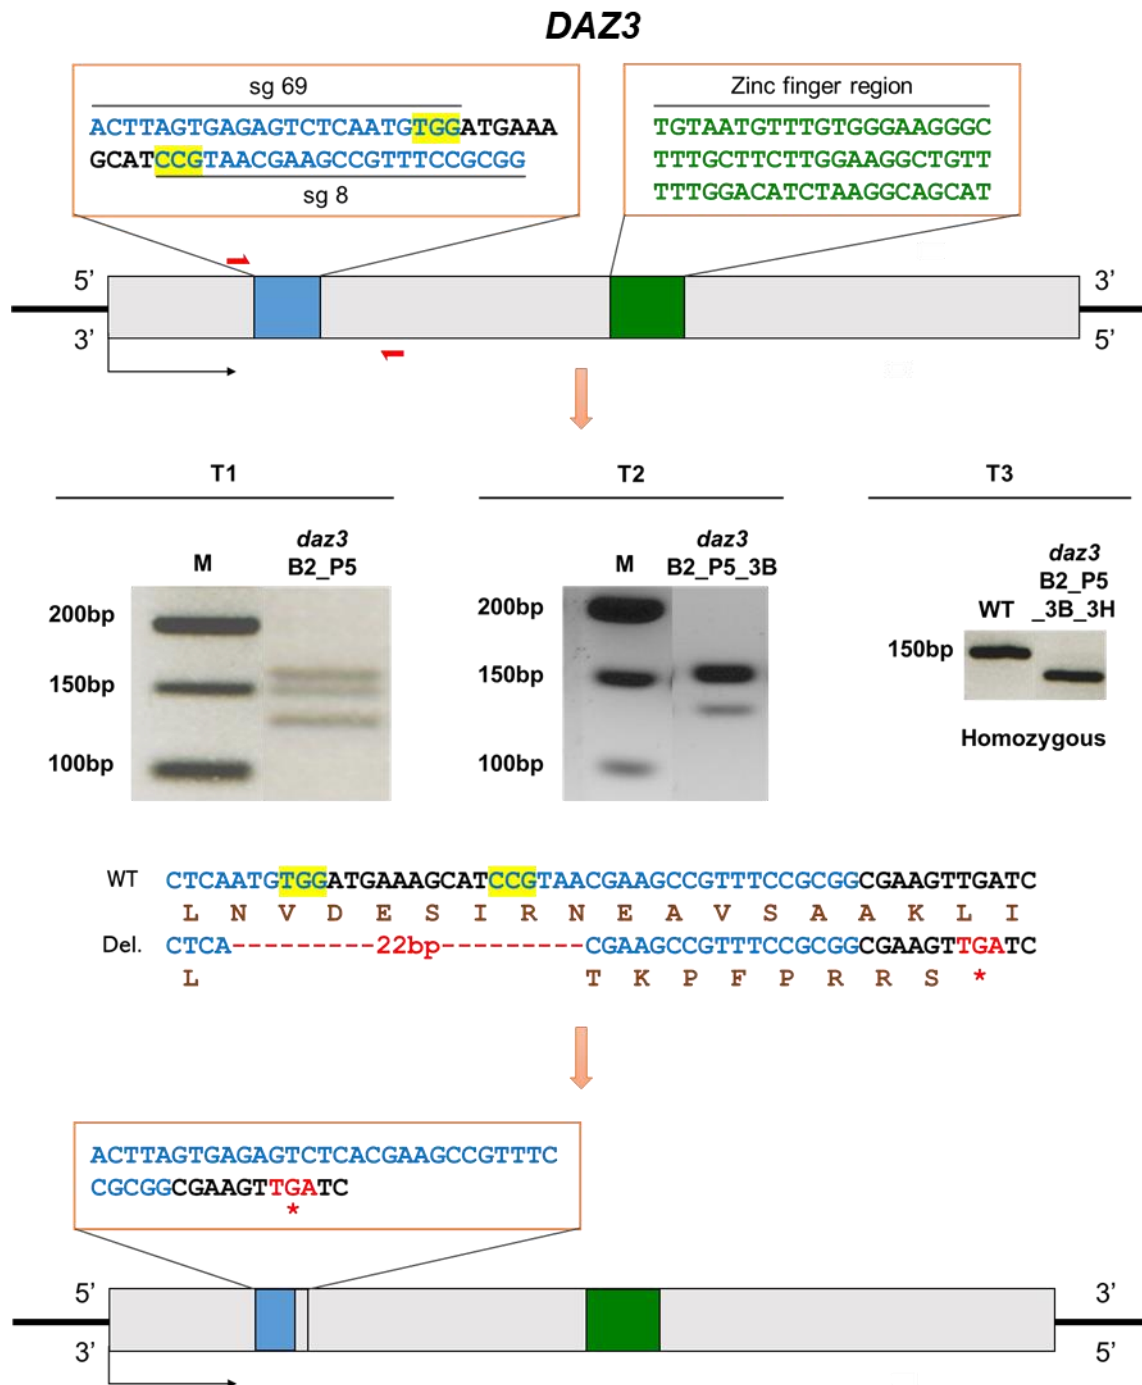 DAZ3
sg 69
ACTTAGTGAGAGTCTCAATGTGGATGAAA
GCATCCGTAACGAAGCCGTTTCCGCGG
sg 8
Zinc finger region
TGTAATGTTTGTGGGAAGGGC
TTTGCTTCTTGGAAGGCTGTT
TTTGGACATCTAAGGCAGCAT
5’ 3’
3’ 5’
T1 T2 T3
M daz3 B2_P5
200bp
150bp
100bp
M daz3 B2_P5_3B
200bp
150bp
100bp
WT daz3 B2_P5 _3B_3H
150bp
Homozygous
WT CTCAATGTGGATGAAAGCATCCGTAACGAAGCCGTTTCCGCGGCGAAGTTGATC
L N V D E S I R N E A V S A A K L I
Del. CTCA---------22bp---------CGAAGCCGTTTCCGCGGCGAAGTTGATC
L T K P F P R R S *
ACTTAGTGAGAGTCTCACGAAGCCGTTTC
CGCGGCGAAGTTGATC
*
5’ 3’
3’ 5’